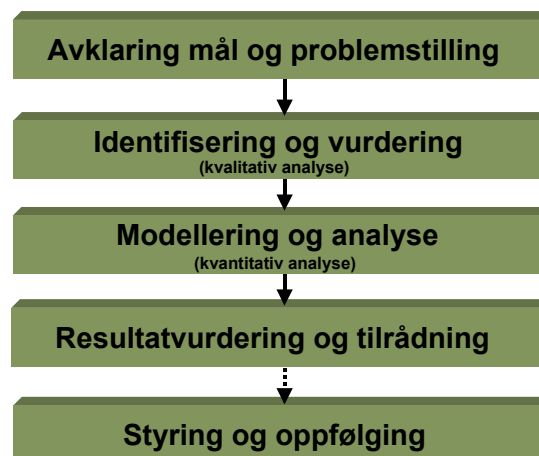 Avklaring mål og problemstilling
Identifisering og vurdering
(kvalitativ analyse)
Modellering og analyse
(kvantitativ analyse)
Resultatvurdering og tilrådning
Styring og oppfølging